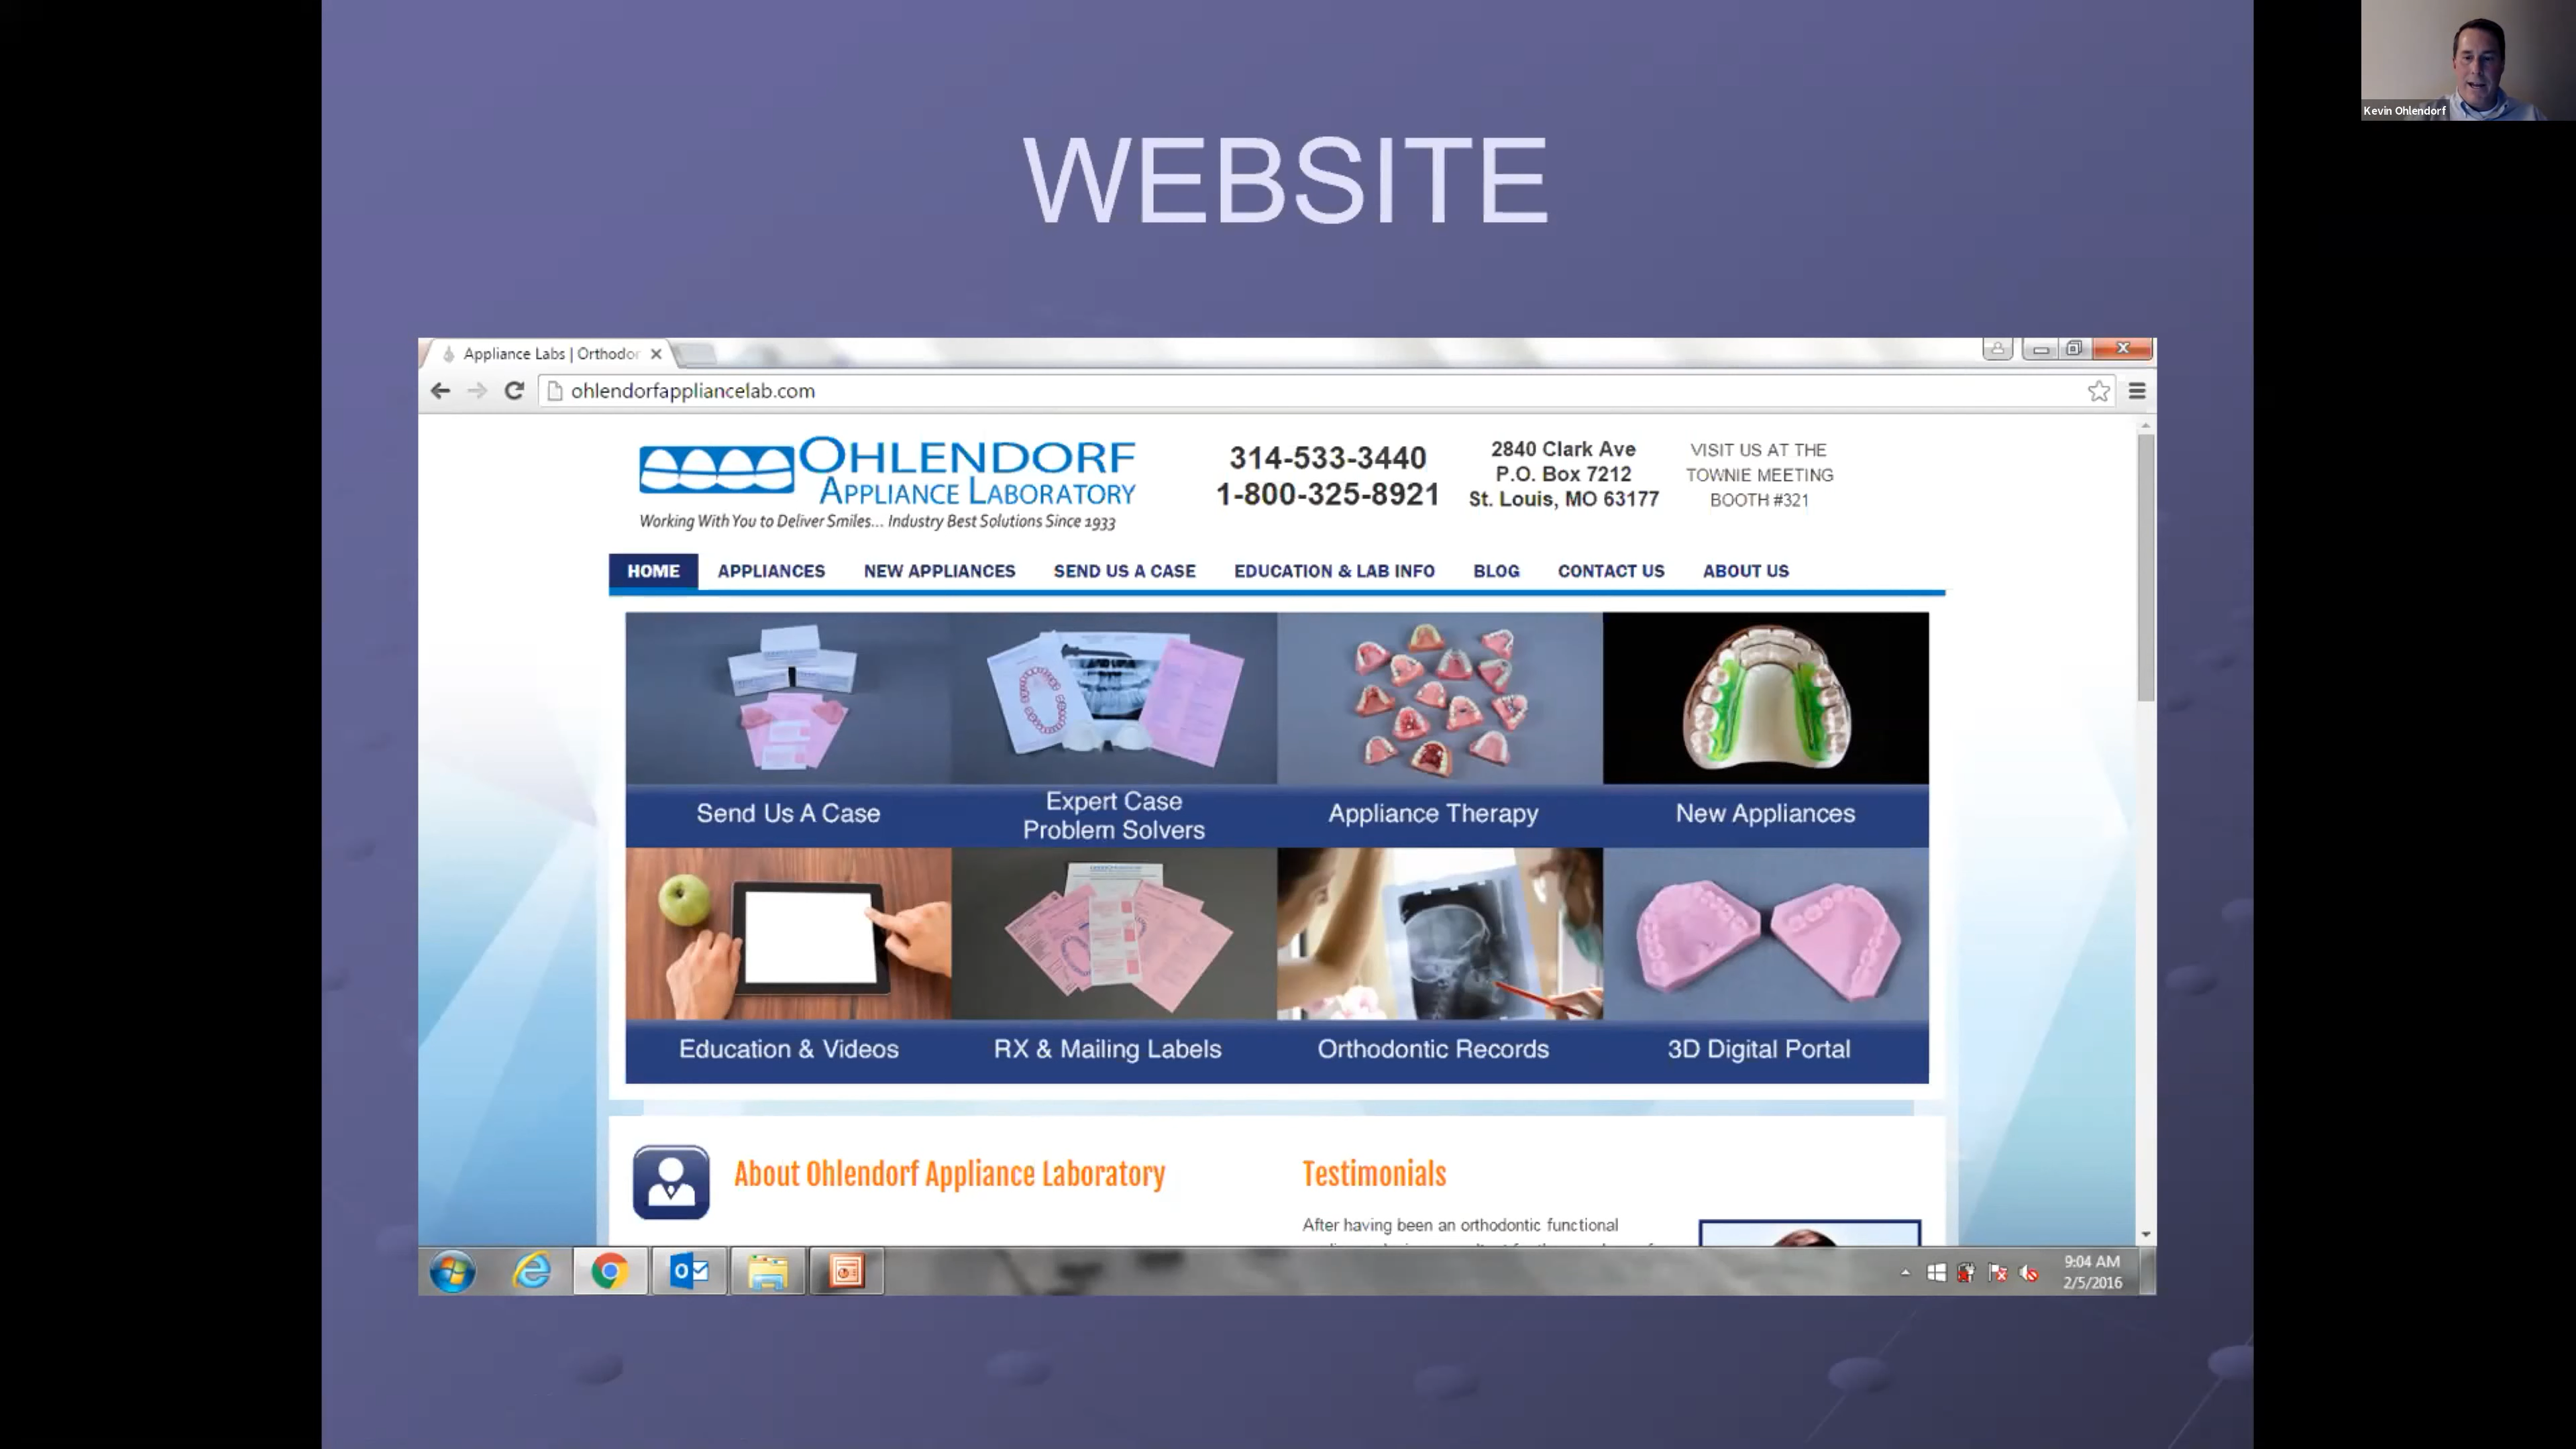 WEBSITE
Kevin Ohlendorf
Appliance Labs | Orthodor
ohlendorfappliancelab.com
OHLENDORF
APPLIANCE LABORATORY
Working With You to Deliver Smiles... Industry Best Solutions Since 1933
314-533-3440
1-800-325-8921
2840 Clark Ave
P.O. Box 7212
St. Louis, MO 63177
VISIT US AT THE
TOWNIE MEETING
BOOTH #321
HOME APPLIANCES NEW APPLIANCES SEND US A CASE EDUCATION & LAB INFO BLOG CONTACT US ABOUT US
Send Us A Case
Expert Case
Problem Solvers
Appliance Therapy
New Appliances
Education & Videos
RX & Mailing Labels
Orthodontic Records
3D Digital Portal
About Ohlendorf Appliance Laboratory
Testimonials
After having been an orthodontic functional
9:04 AM
2/5/2016